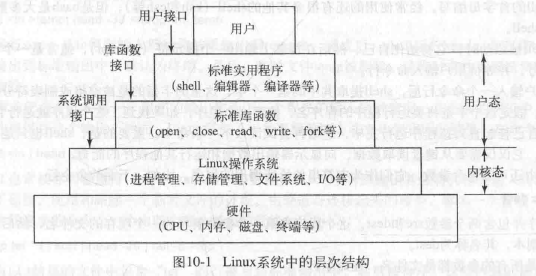 用户接口
用户
库函数
接口
标准实用程序
(shell、编辑器、编译器等)
系统调用
接口
用户态
标准库函数
(open、close、read、write、fork等)
Linux操作系统
(进程管理、存储管理、文件系统、I/O等)
内核态
硬件
(CPU、内存、磁盘、终端等)
图10-1 Linux系统中的层次结构